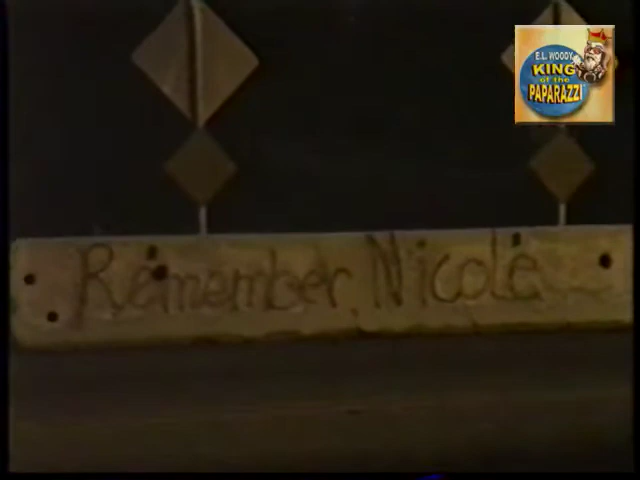 E.L. WOODY
KING
of the
PAPARAZZI
Remember Nicole